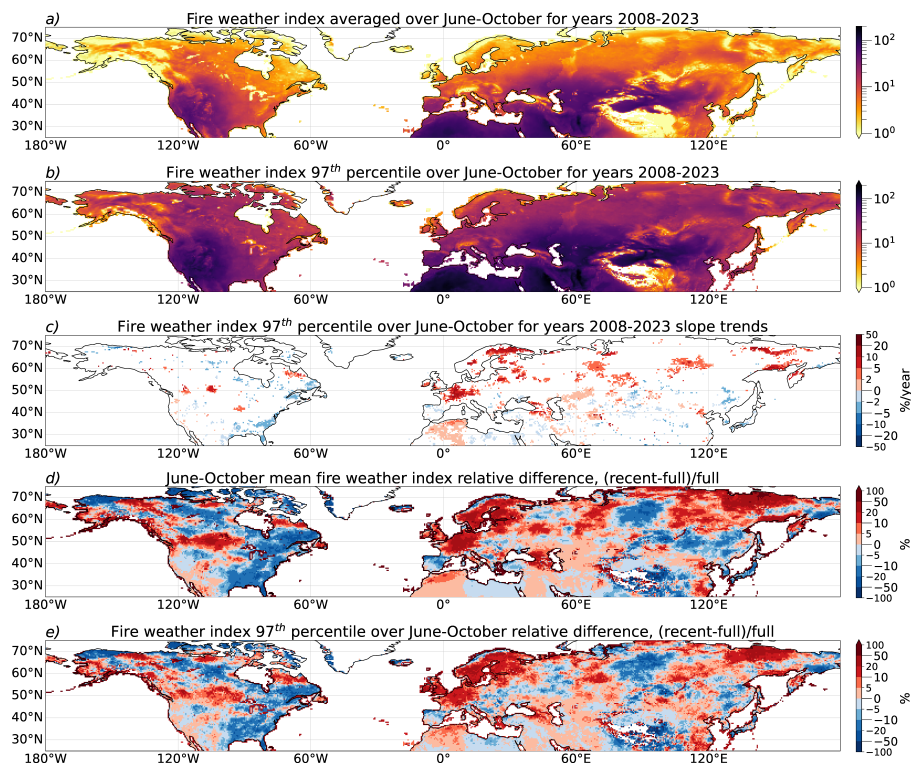 a) Fire weather index averaged over June-October for years 2008-2023
70°N
60°N
50°N
40°N
30°N
180°W 120°W 60°W 0° 60°E 120°E
10²
10¹
10⁰
b) Fire weather index 97th percentile over June-October for years 2008-2023
70°N
60°N
50°N
40°N
30°N
180°W 120°W 60°W 0° 60°E 120°E
10²
10¹
10⁰
c) Fire weather index 97th percentile over June-October for years 2008-2023 slope trends
70°N
60°N
50°N
40°N
30°N
180°W 120°W 60°W 0° 60°E 120°E
50
20
10
5
2
0
−2
−5
−10
−20
−50
%/year
d) June-October mean fire weather index relative difference, (recent-full)/full
70°N
60°N
50°N
40°N
30°N
180°W 120°W 60°W 0° 60°E 120°E
100
50
20
10
5
0
−5
−10
−20
−50
−100
%
e) Fire weather index 97th percentile over June-October relative difference, (recent-full)/full
70°N
60°N
50°N
40°N
30°N
180°W 120°W 60°W 0° 60°E 120°E
100
50
20
10
5
0
−5
−10
−20
−50
−100
%